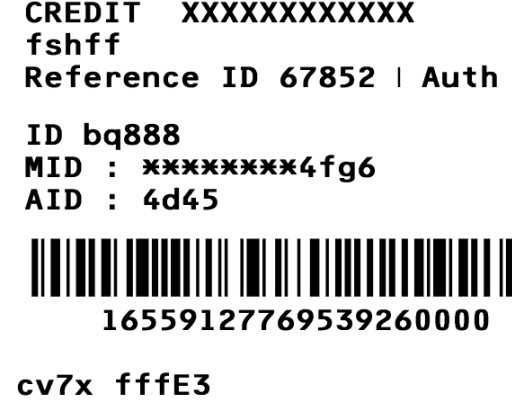 CREDIT XXXXXXXXXXXX
fshff
Reference ID 67852 | Auth
ID bq888
MID : ********4fg6
AID : 4d45
16559127769539260000
cv7x fffE3